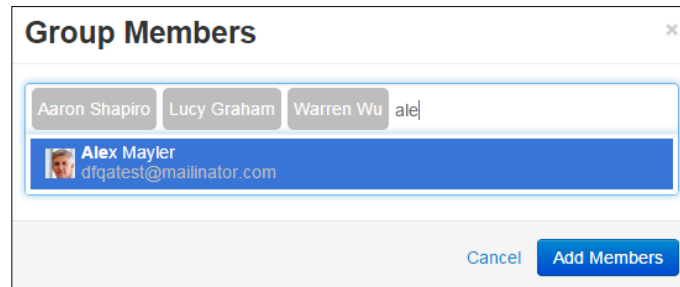 Group Members ×
Aaron Shapiro Lucy Graham Warren Wu ale
Alex Mayler
dfqatest@mailinator.com
Cancel Add Members